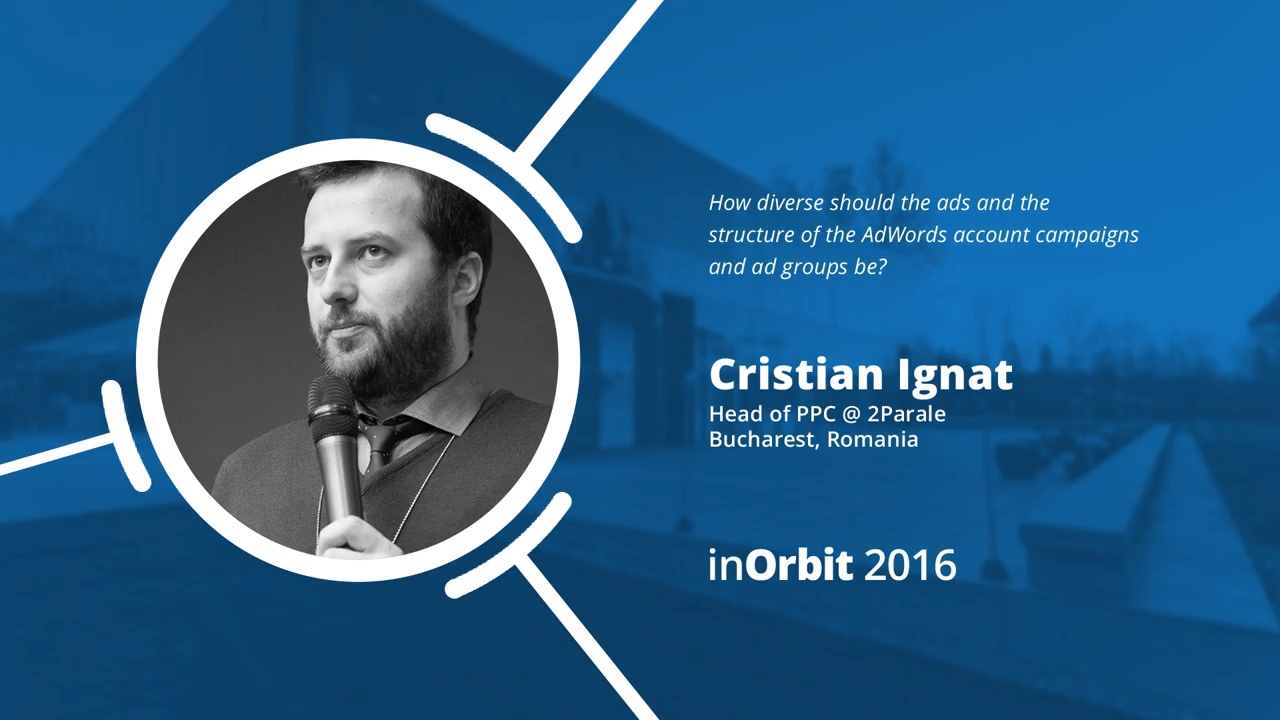 How diverse should the ads and the
structure of the AdWords account campaigns
and ad groups be?
Cristian Ignat
Head of PPC @ 2Parale
Bucharest, Romania
inOrbit 2016